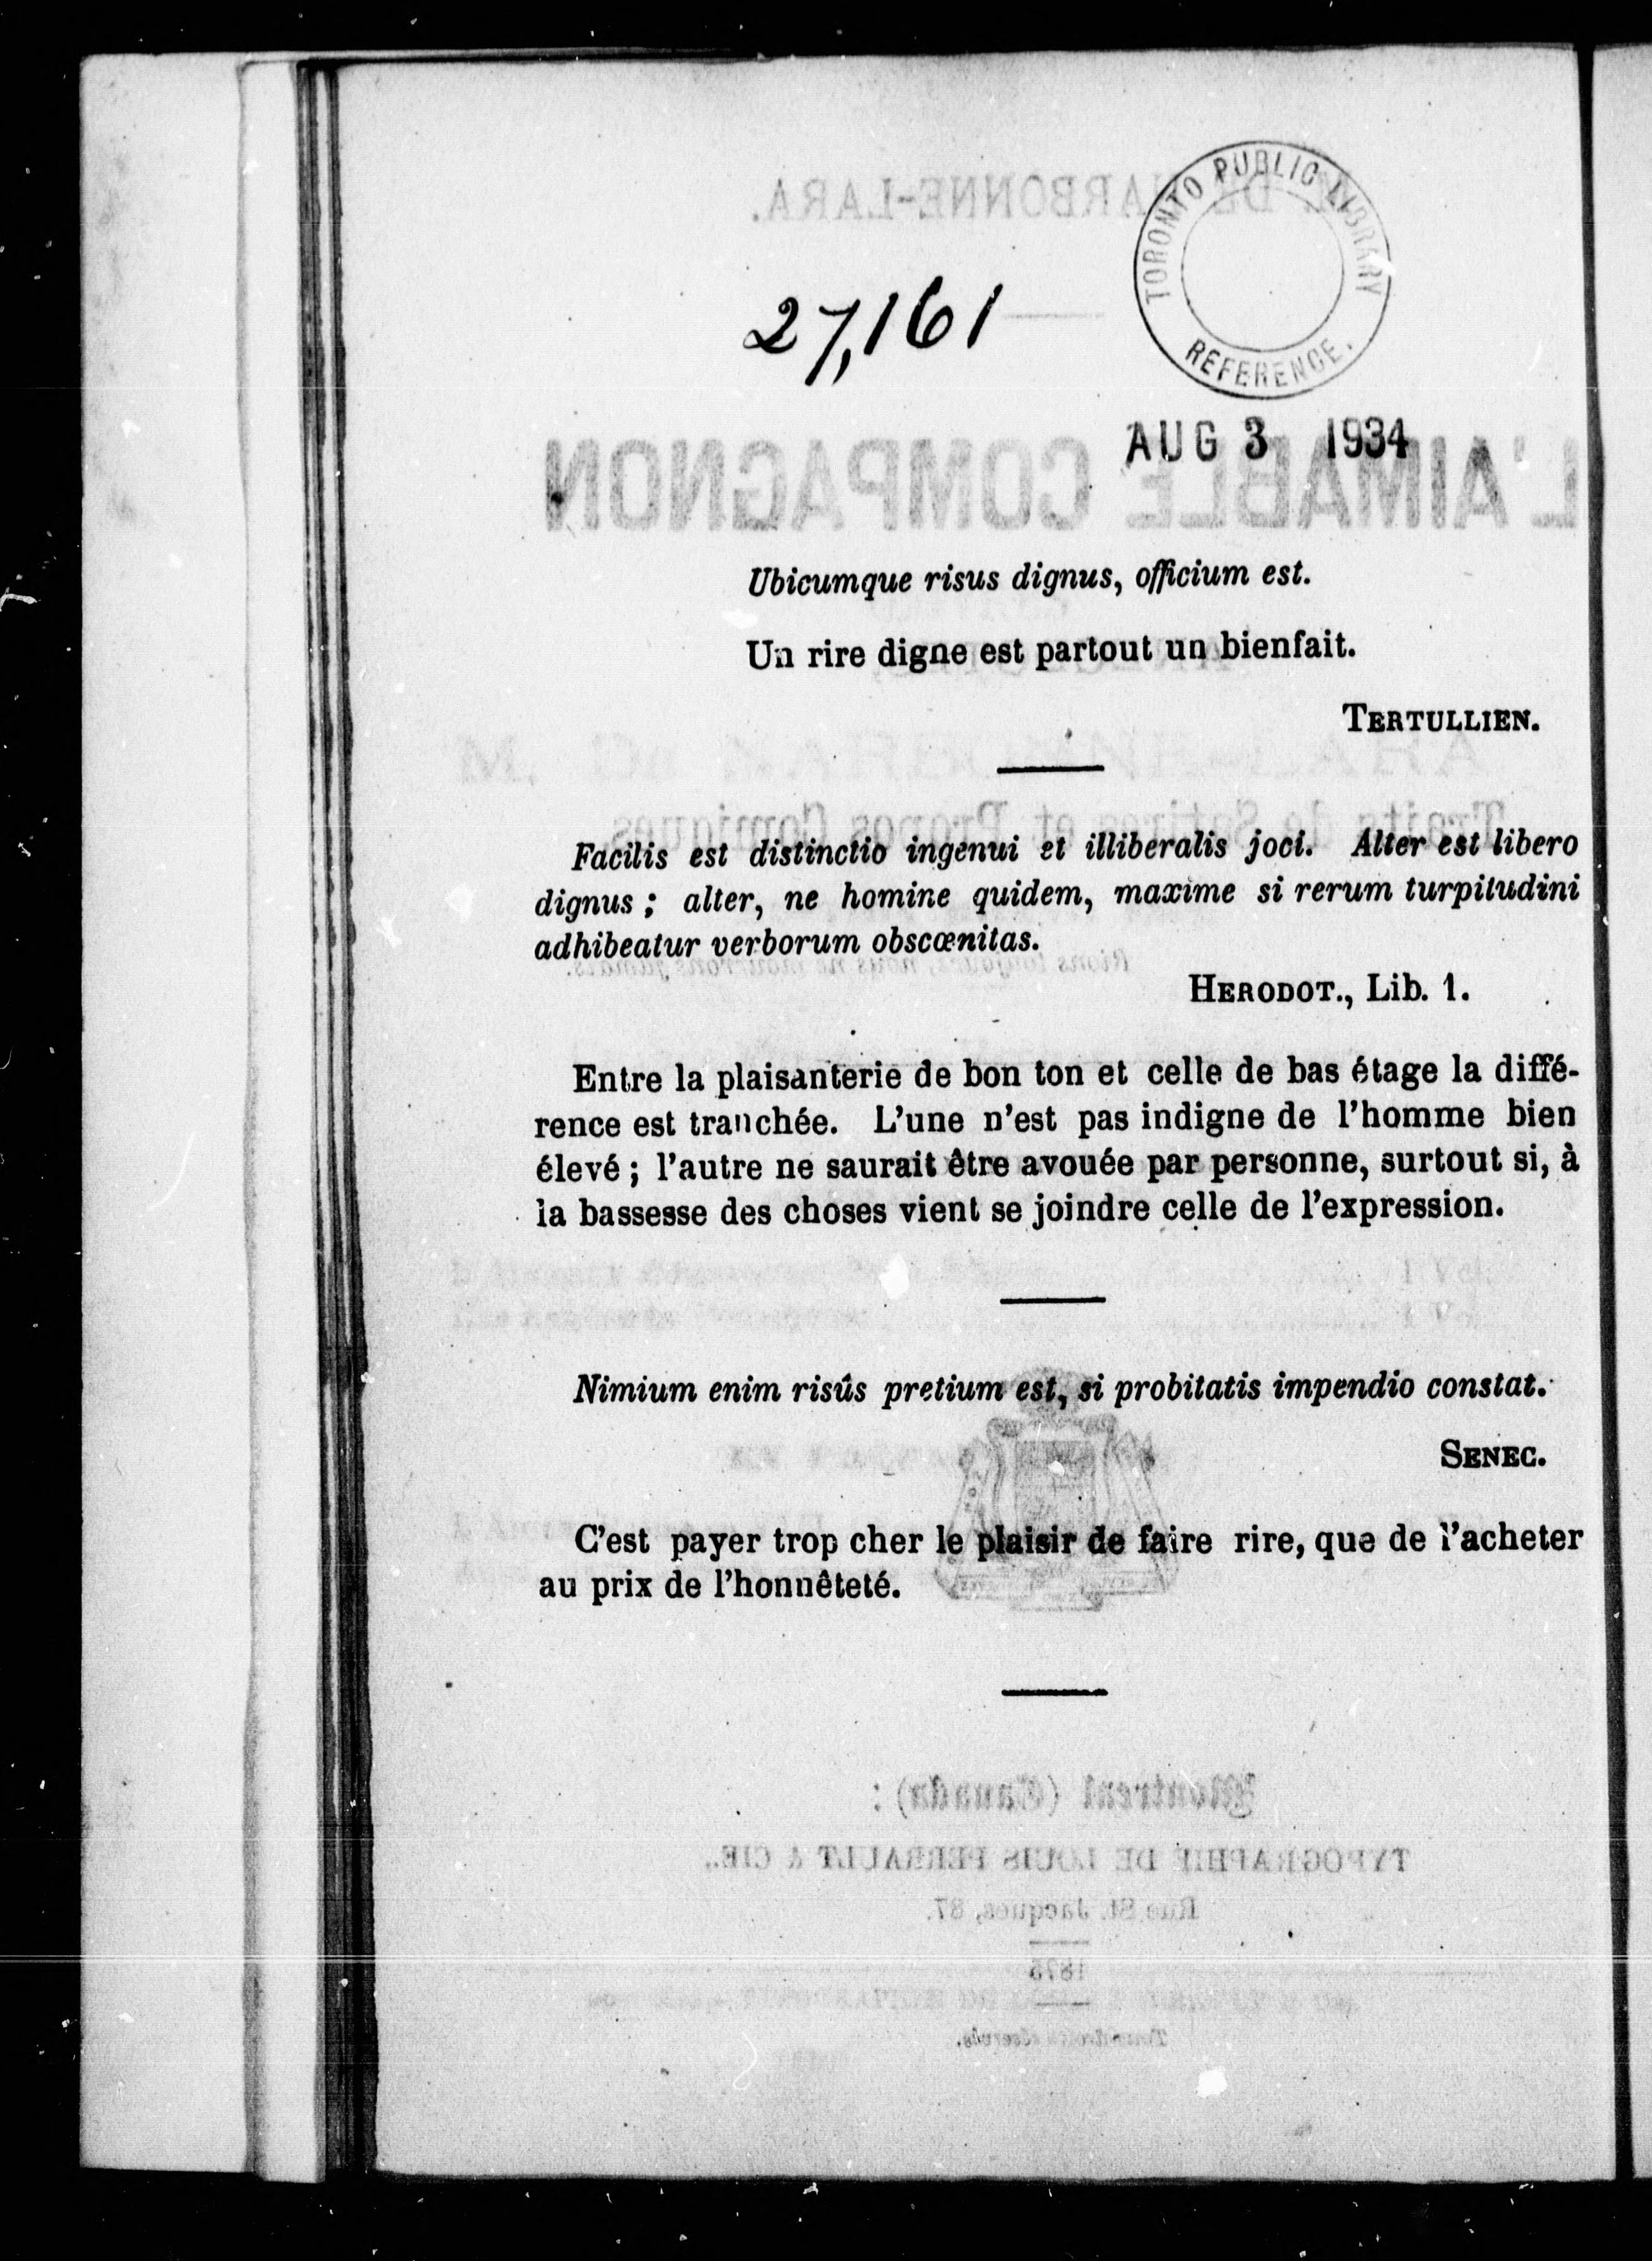 TORONTO PUBLIC LIBRARY
REFERENCE.
27,161
AUG 3 1934
Ubicumque risus dignus, officium est.
Un rire digne est partout un bienfait.
TERTULLIEN.
Facilis est distinctio ingenui et illiberalis joci. Alter est libero
dignus ; alter, ne homine quidem, maxime si rerum turpitudini
adhibeatur verborum obscœnitas.
HERODOT., Lib. 1.
Entre la plaisanterie de bon ton et celle de bas étage la diffé-
rence est tranchée. L'une n'est pas indigne de l'homme bien
élevé ; l'autre ne saurait être avouée par personne, surtout si, à
la bassesse des choses vient se joindre celle de l'expression.
Nimium enim risûs pretium est, si probitatis impendio constat.
SENEC.
C'est payer trop cher le plaisir de faire rire, que de l'acheter
au prix de l'honnêteté.